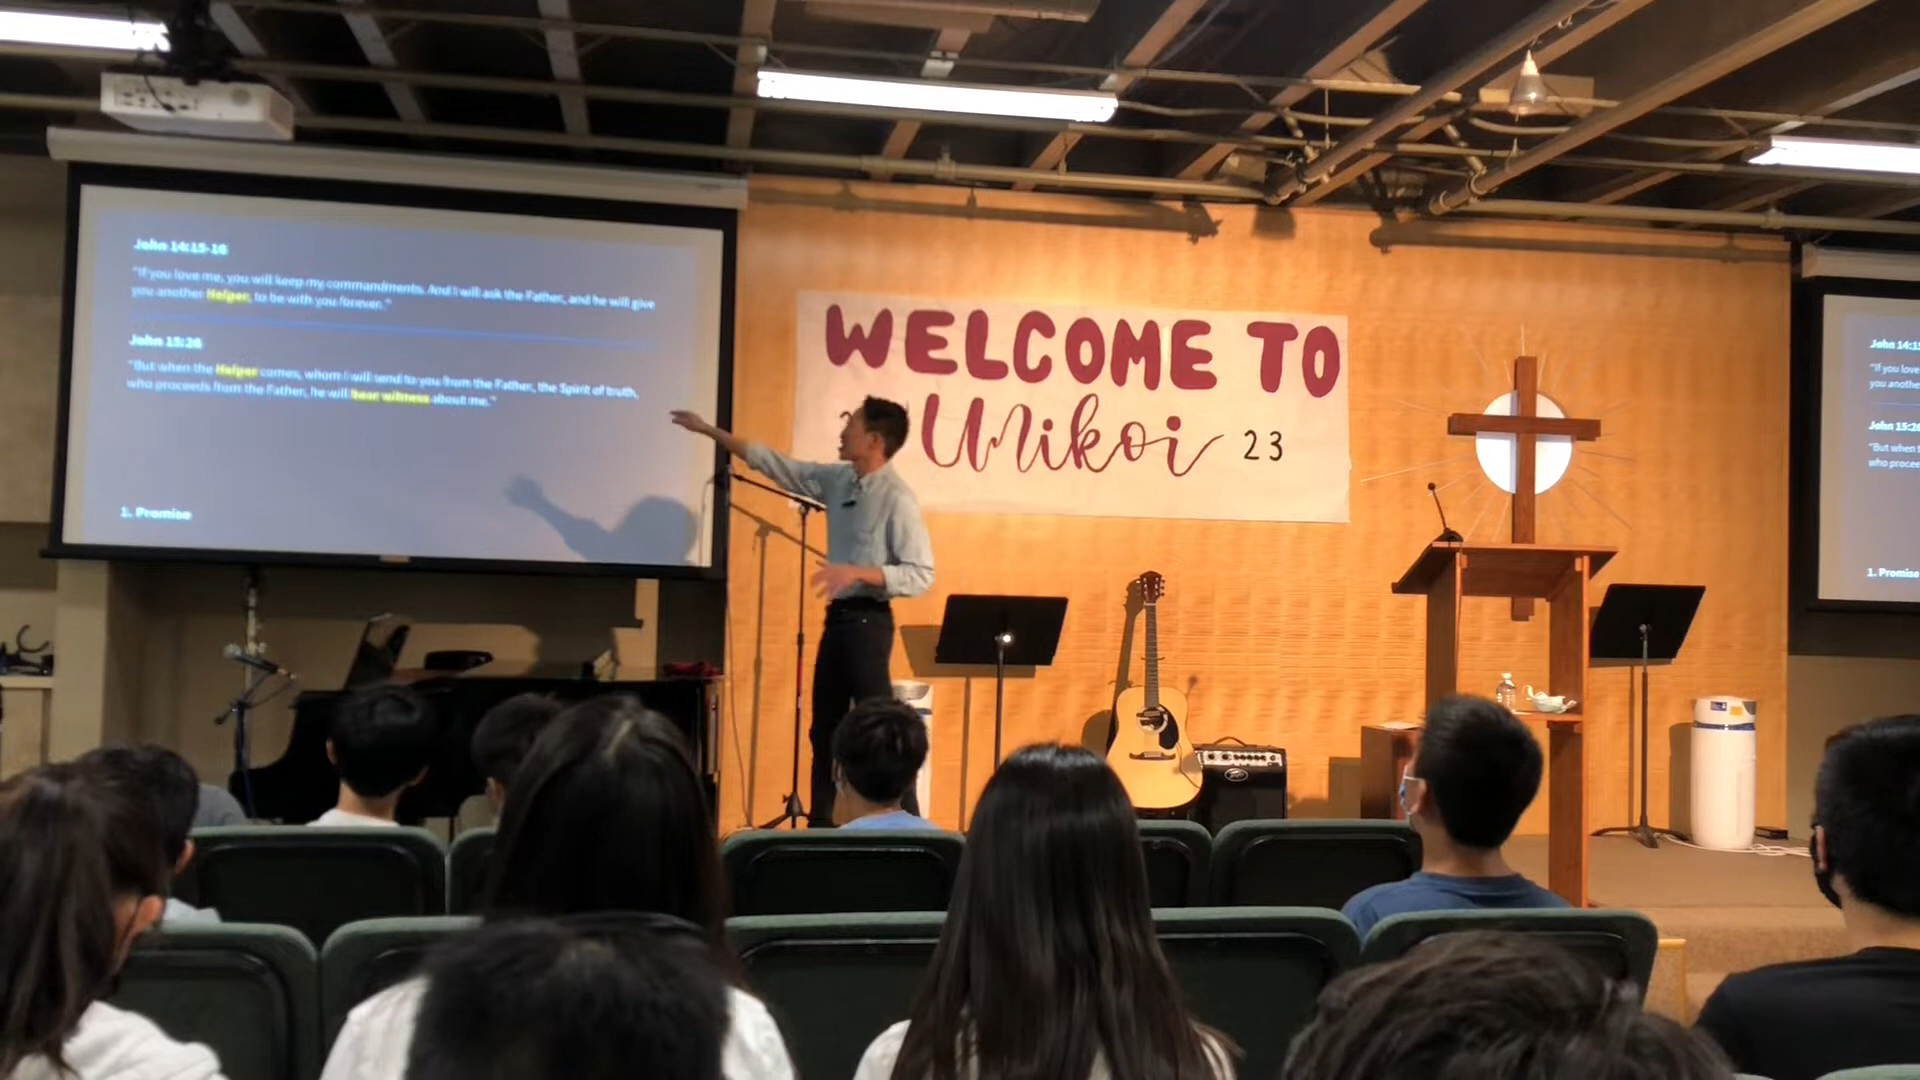 John 14:15-16
"If you love me, you will keep my commandments. And I will ask the Father, and he will give
you another Helper, to be with you forever."
John 15:26
"But when the Helper comes, whom I will send to you from the Father, the Spirit of truth,
who proceeds from the Father, he will bear witness about me."
1. Promise
WELCOME TO
Unikoi 23
John 14:1
"If you love
you anothe
John 15:26
"But when t
who procee
1. Promise